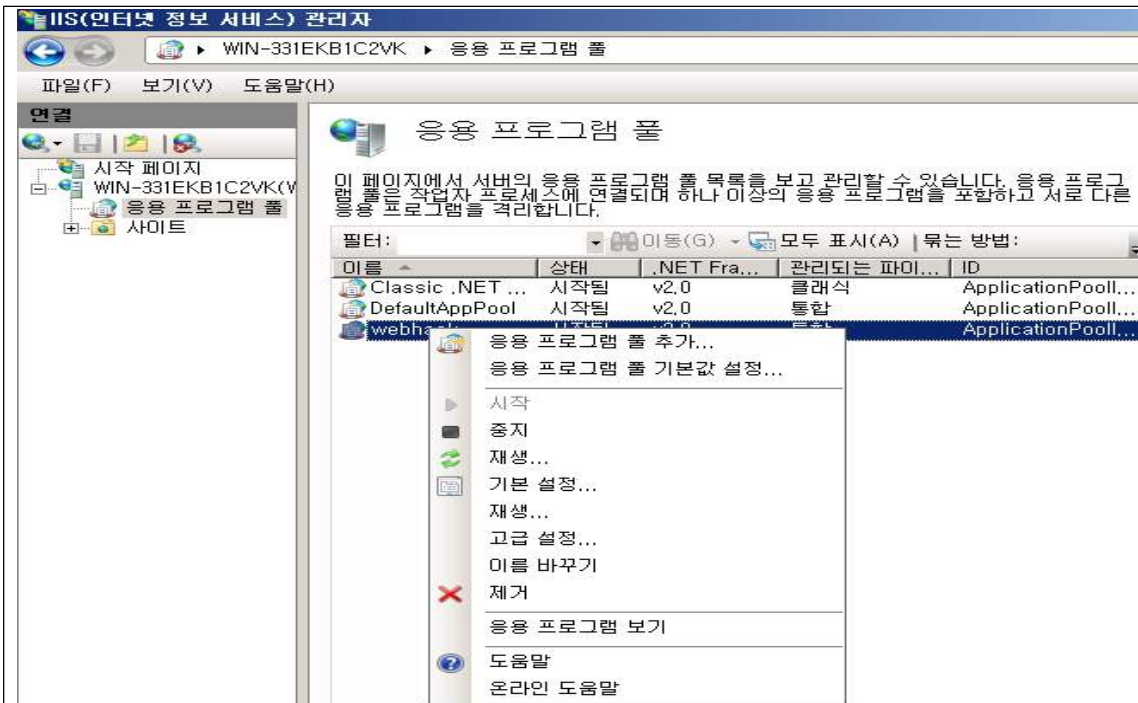 IIS(인터넷 정보 서비스) 관리자
WIN-331EKB1C2VK 응용 프로그램 풀
파일(F) 보기(V) 도움말(H)
연결
시작 페이지
WIN-331EKB1C2VK(V
응용 프로그램 풀
사이트
응용 프로그램 풀
이 페이지에서 서버의 응용 프로그램 풀 목록을 보고 관리할 수 있습니다. 응용 프로그
램 풀은 작업자 프로세스에 연결되며 하나 이상의 응용 프로그램을 포함하고 서로 다른
응용 프로그램을 격리합니다.
필터: 이동(G) 모두 표시(A) 묶는 방법:
이름 상태 .NET Fra... 관리되는 파이... ID
Classic .NET ... 시작됨 v2.0 클래식 ApplicationPoolI...
DefaultAppPool 시작됨 v2.0 통합 ApplicationPoolI...
webhack 시작됨 v2.0 통합 ApplicationPoolI...
응용 프로그램 풀 추가...
응용 프로그램 풀 기본값 설정...
시작
중지
재생...
기본 설정...
재생...
고급 설정...
이름 바꾸기
제거
응용 프로그램 보기
도움말
온라인 도움말